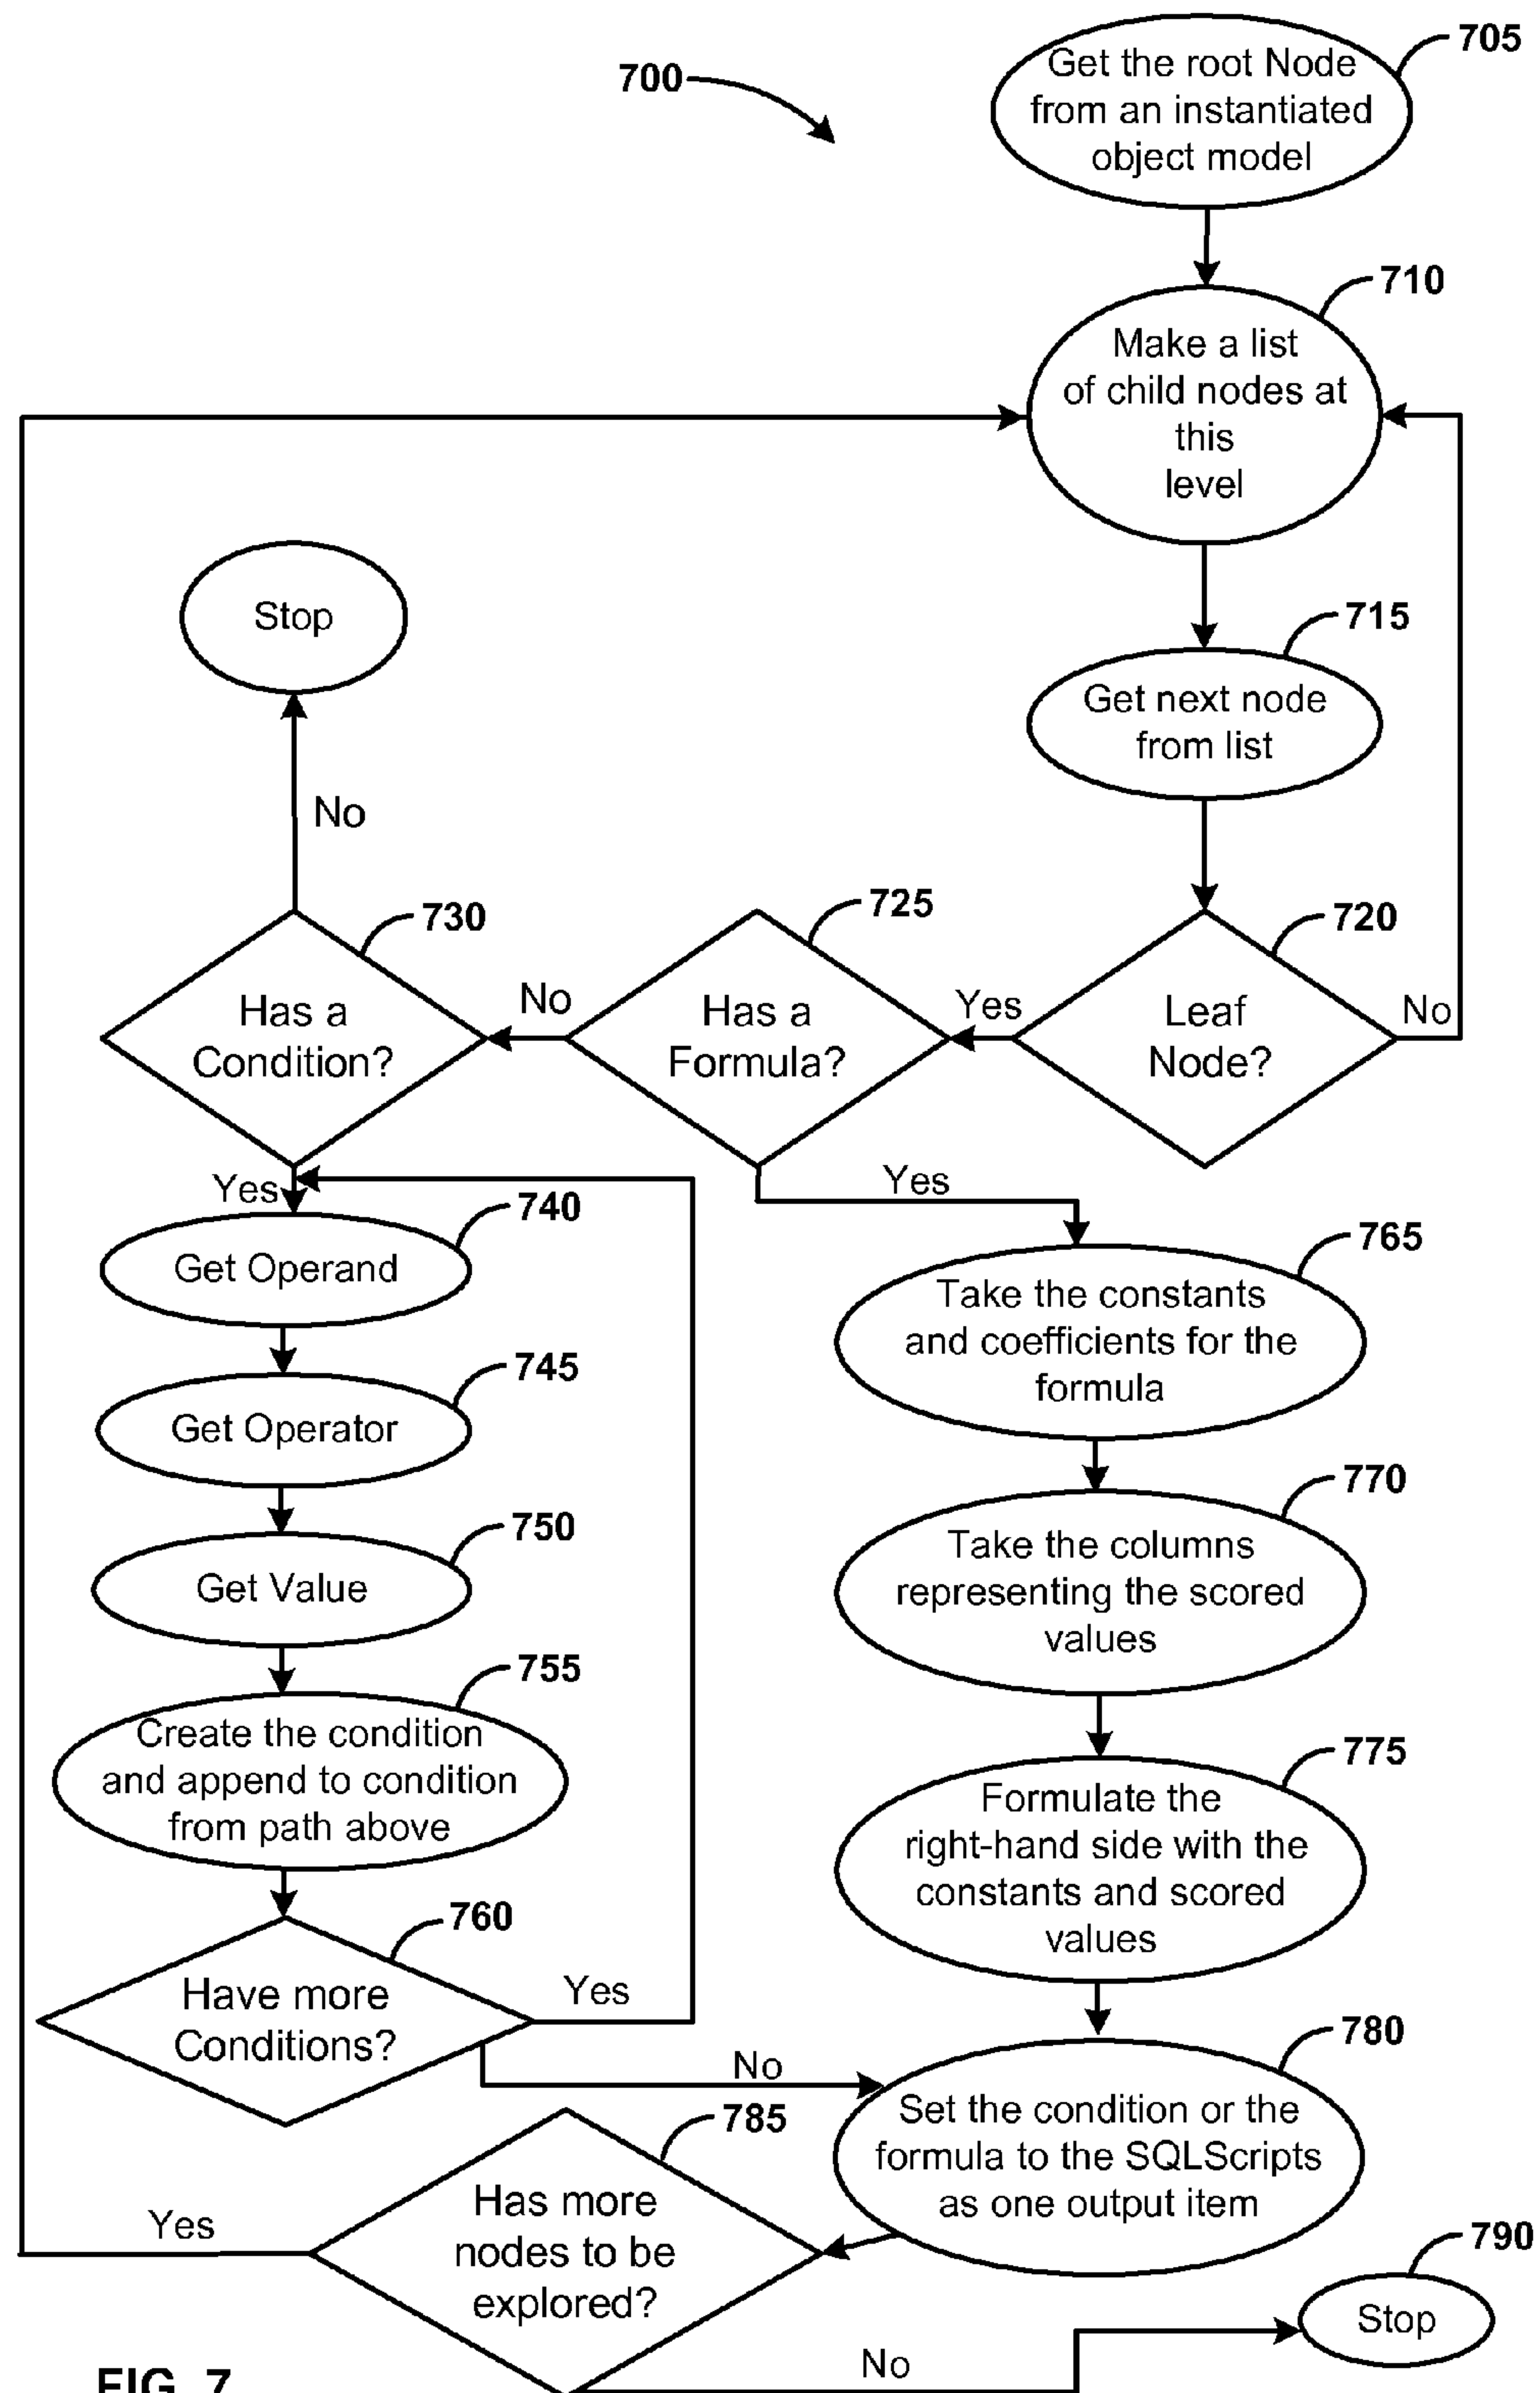 705
Get the root Node
from an instantiated
object model
700
710
Make a list
of child nodes at
this
level
Stop
715
Get next node
from list
No
730
725
720
Has a
Condition?
No
Has a
Formula?
Yes
Leaf
Node?
No
Yes
740
Get Operand
Yes
765
Take the constants
and coefficients for the
formula
745
Get Operator
770
Take the columns
representing the scored
values
750
Get Value
755
Create the condition
and append to condition
from path above
775
Formulate the
right-hand side with the
constants and scored
values
760
Have more
Conditions?
Yes
No
780
Set the condition or the
formula to the SQLScripts
as one output item
785
Has more
nodes to be
explored?
Yes
No
790
Stop
FIG. 7